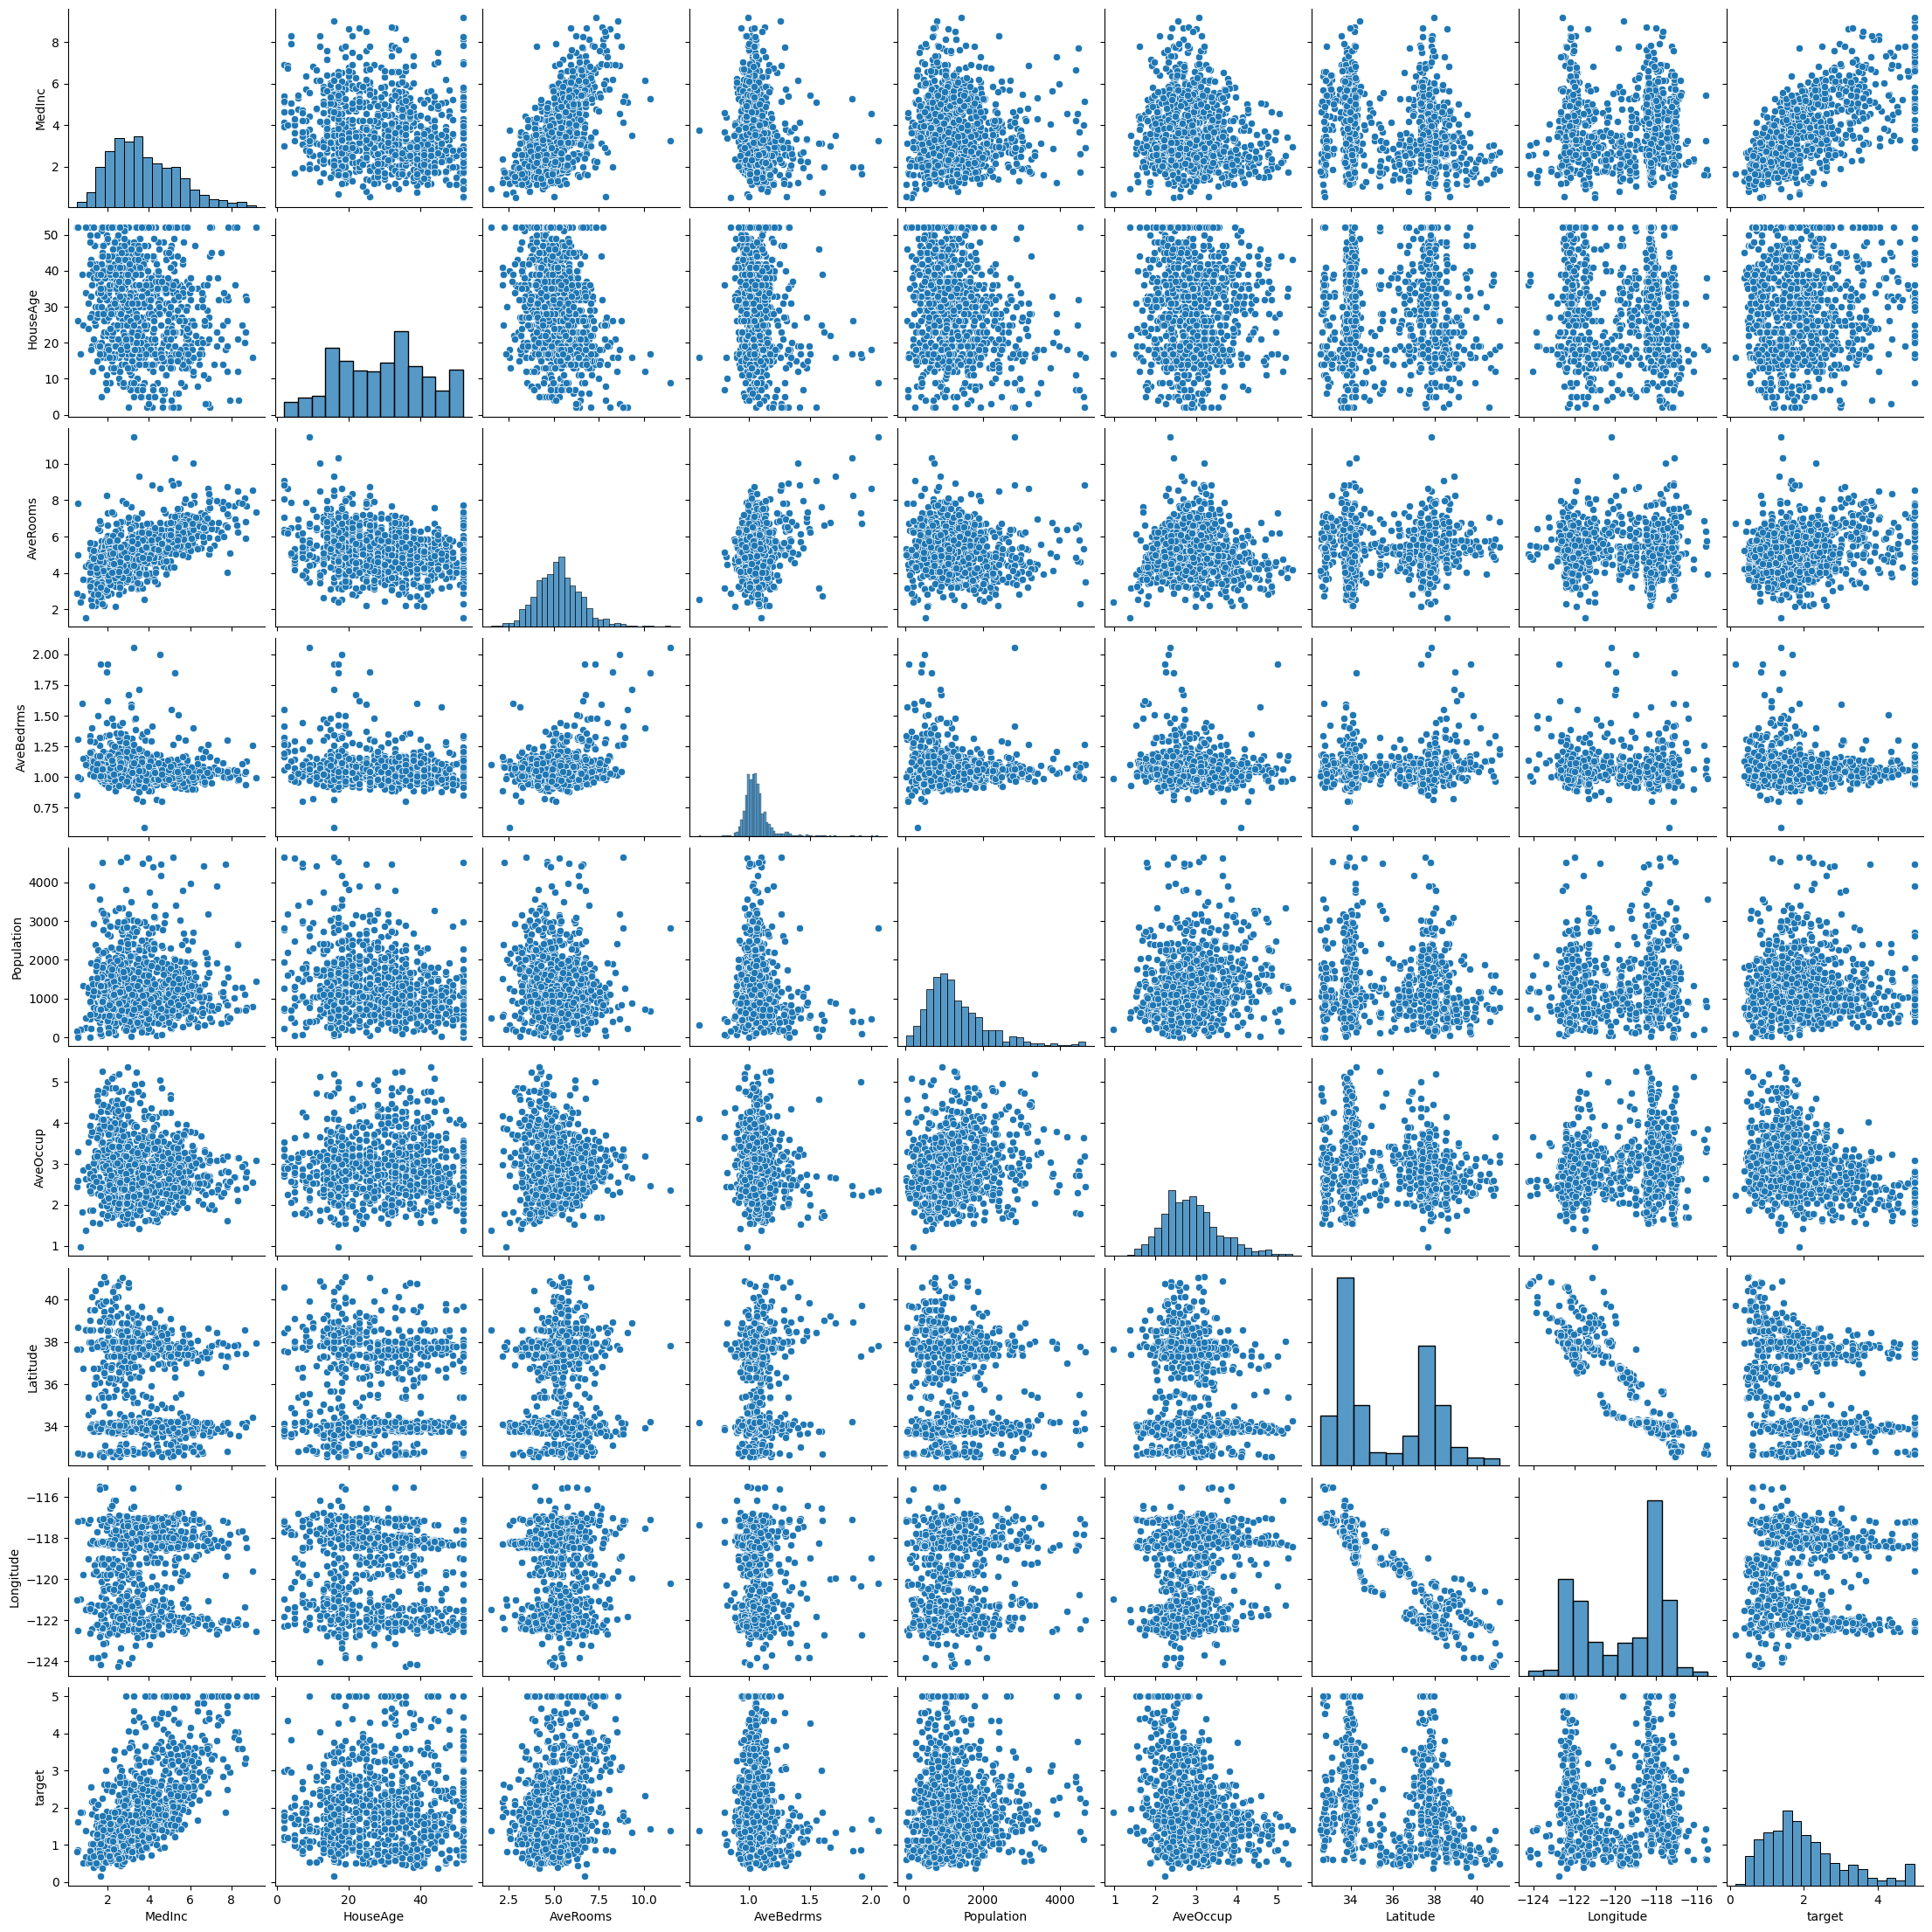 8
6
4
2
MedInc
50
40
30
20
10
0
HouseAge
10
8
6
4
2
AveRooms
2.00
1.75
1.50
1.25
1.00
0.75
AveBedrms
4000
3000
2000
1000
0
Population
5
4
3
2
1
AveOccup
40
38
36
34
Latitude
−116
−118
−120
−122
−124
Longitude
5
4
3
2
1
0
target
2 4 6 8
0 20 40
2.5 5.0 7.5 10.0
1.0 1.5 2.0
0 2000 4000
1 2 3 4 5
34 36 38 40
−124 −122 −120 −118 −116
0 2 4
MedInc
HouseAge
AveRooms
AveBedrms
Population
AveOccup
Latitude
Longitude
target